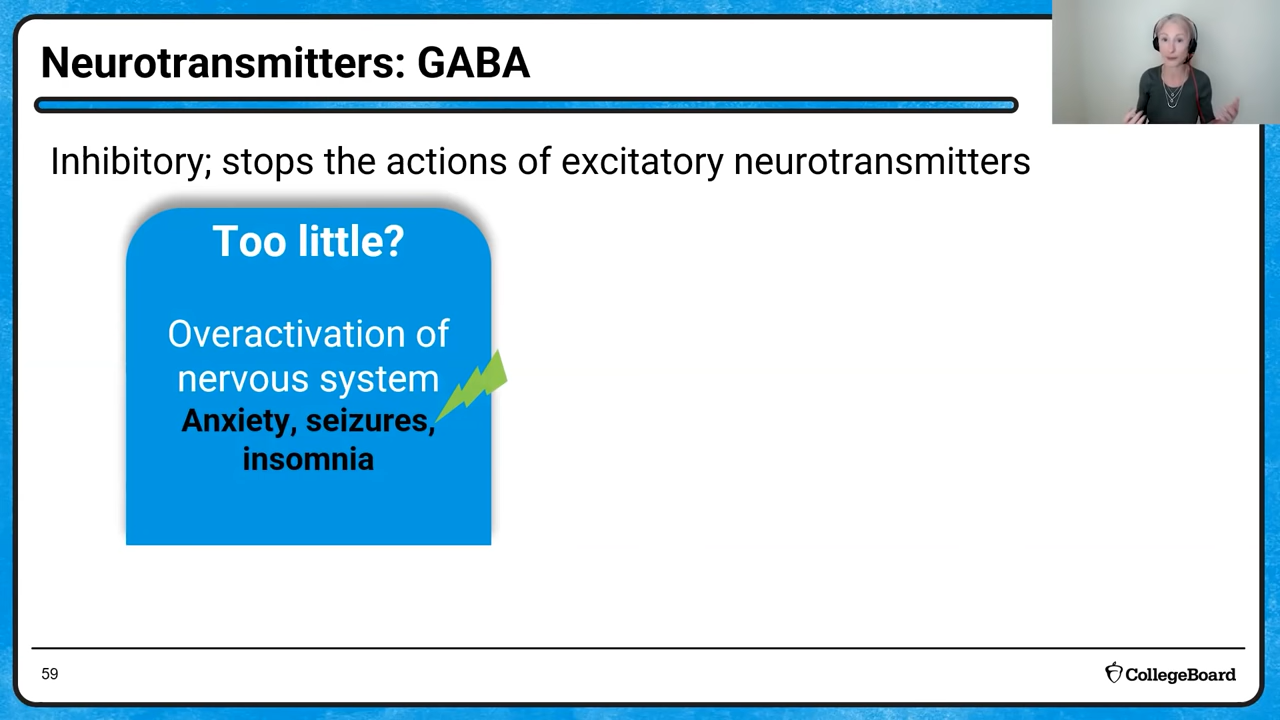 Neurotransmitters: GABA
Inhibitory; stops the actions of excitatory neurotransmitters
Too little?
Overactivation of
nervous system
Anxiety, seizures,
insomnia
59
CollegeBoard